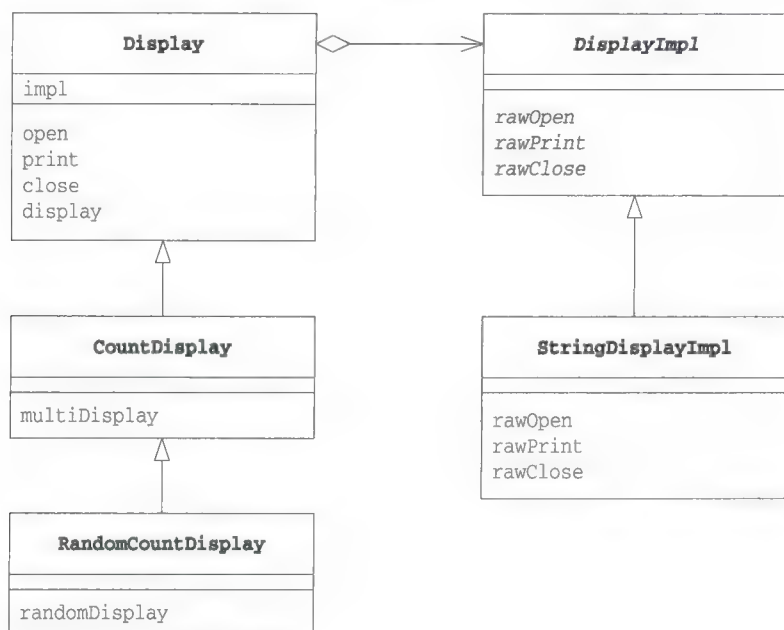 Display
impl
open
print
close
display
DisplayImpl
rawOpen
rawPrint
rawClose
CountDisplay
multiDisplay
StringDisplayImpl
rawOpen
rawPrint
rawClose
RandomCountDisplay
randomDisplay